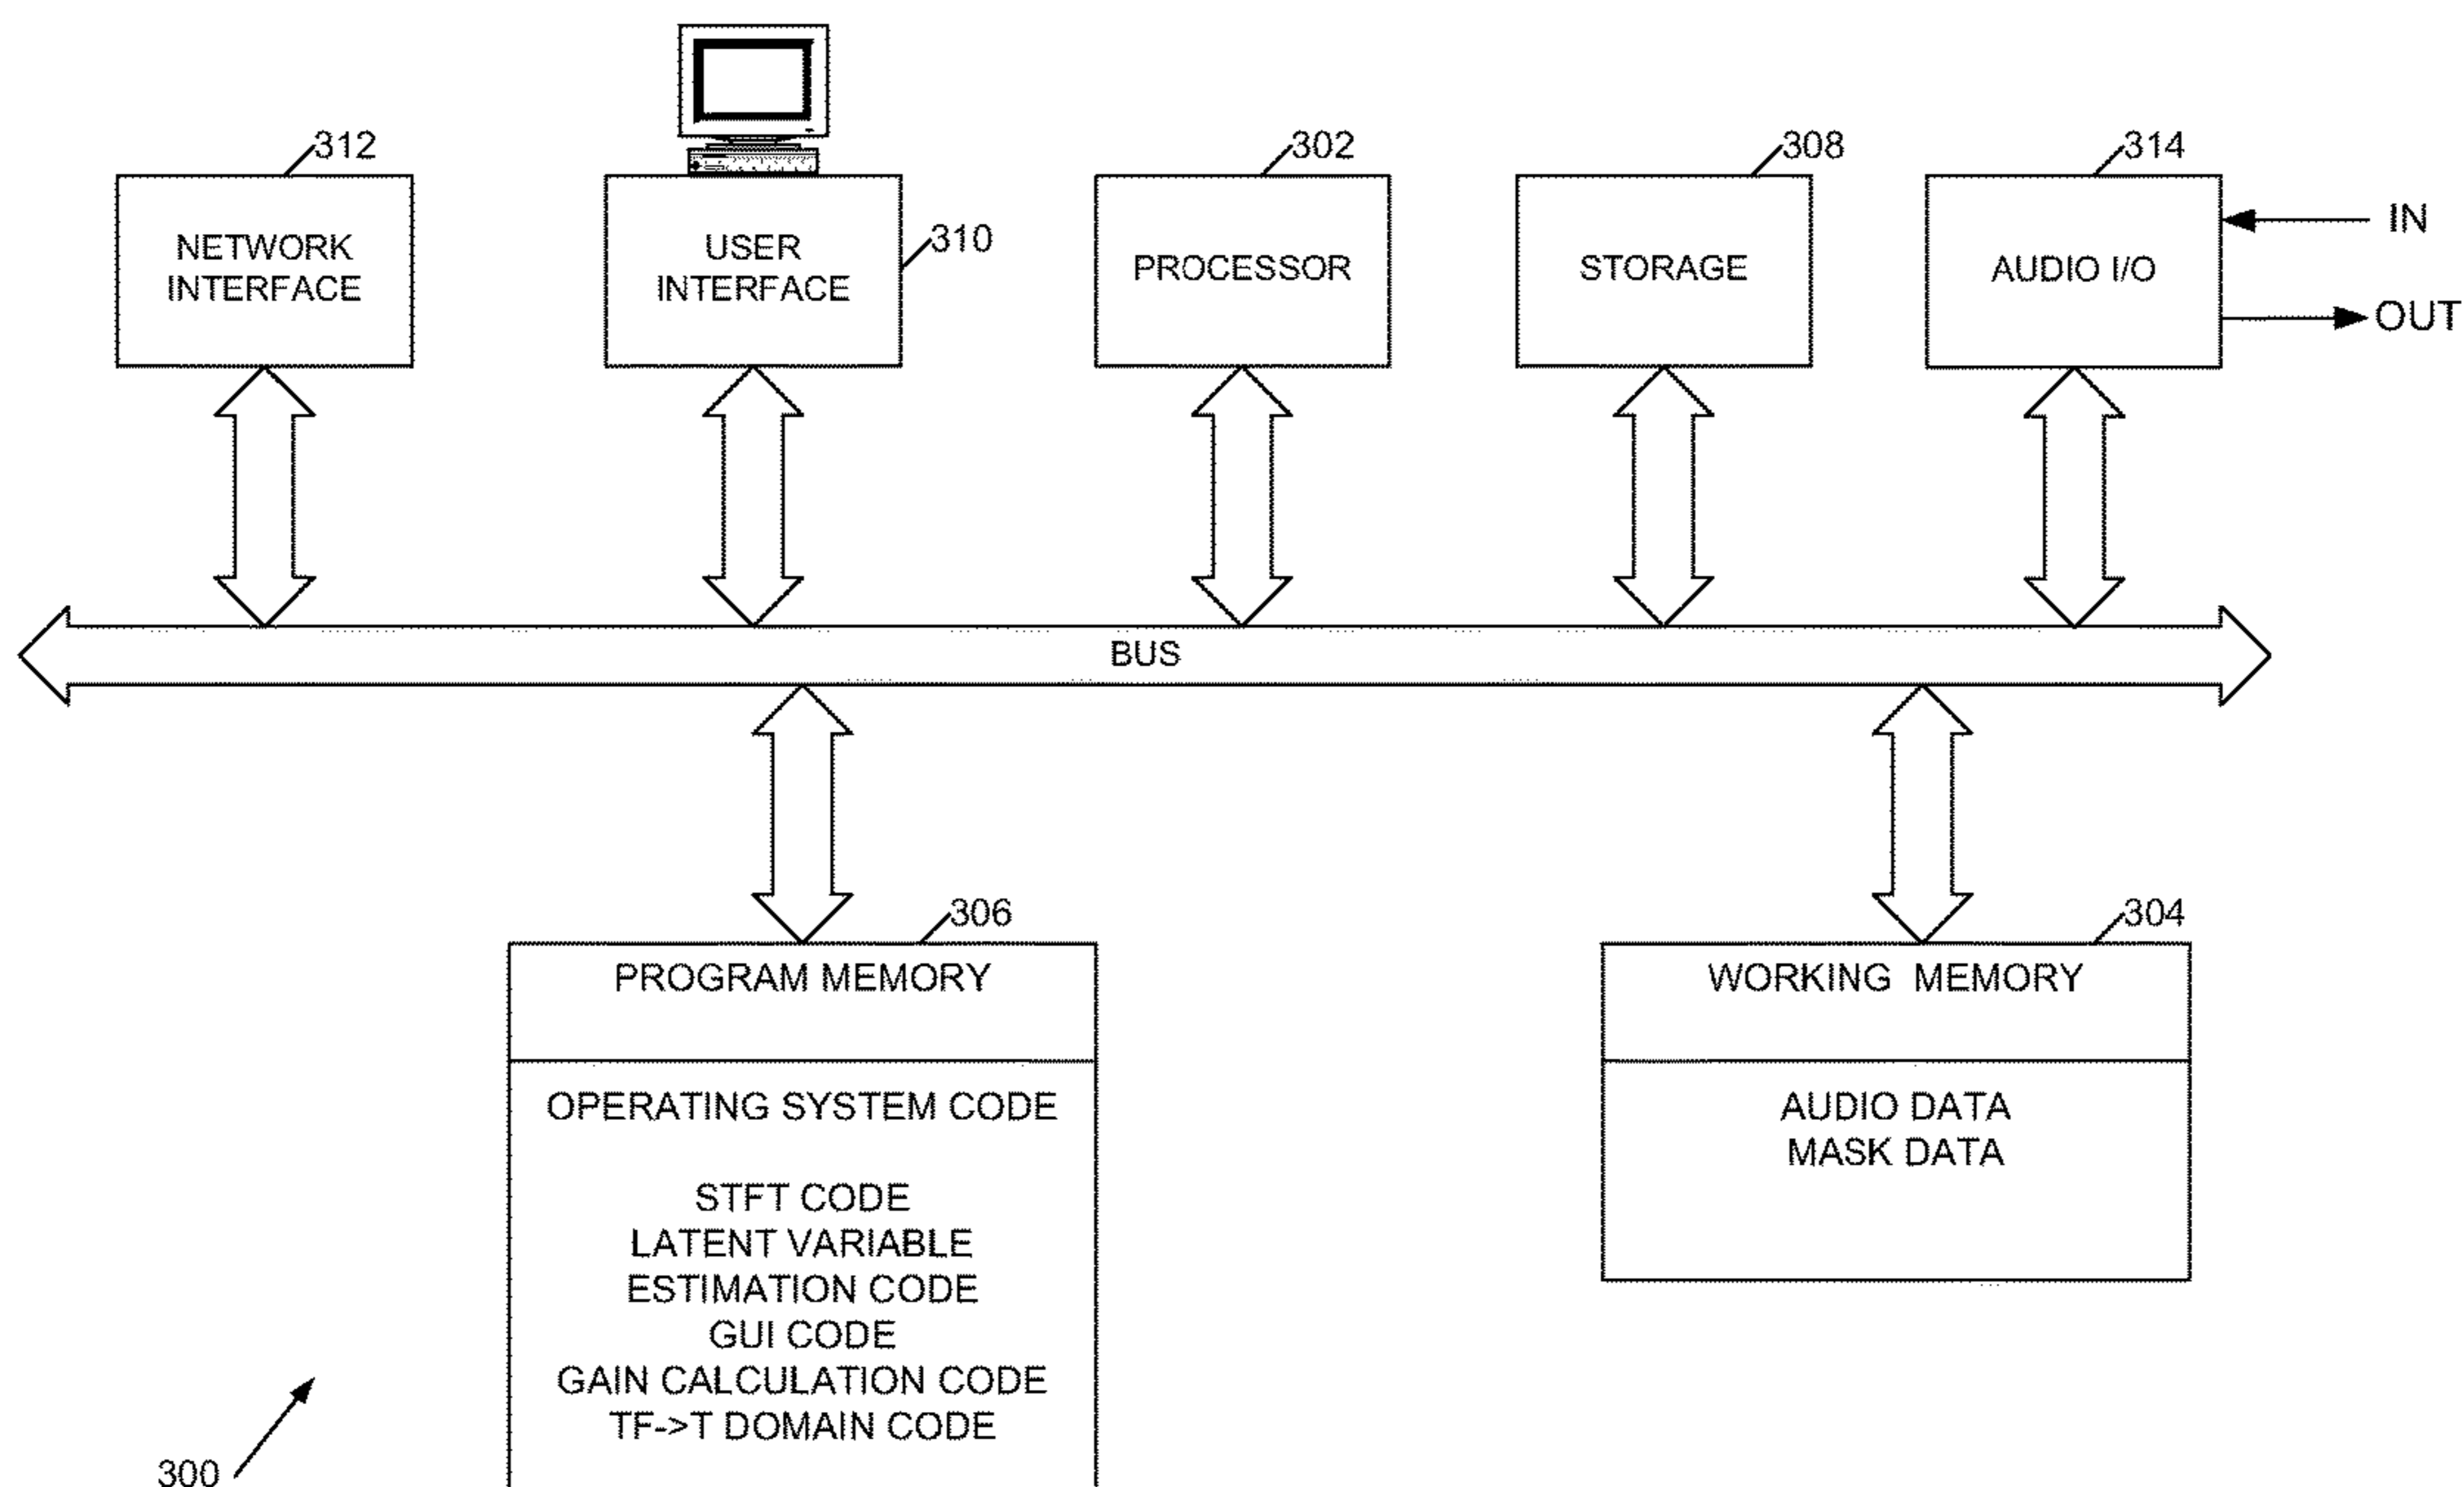 312
302
308
314
NETWORK
INTERFACE
USER
INTERFACE
310
PROCESSOR
STORAGE
AUDIO I/O
IN
OUT
BUS
306
304
PROGRAM MEMORY
WORKING MEMORY
OPERATING SYSTEM CODE
STFT CODE
LATENT VARIABLE
ESTIMATION CODE
GUI CODE
GAIN CALCULATION CODE
TF->T DOMAIN CODE
AUDIO DATA
MASK DATA
300